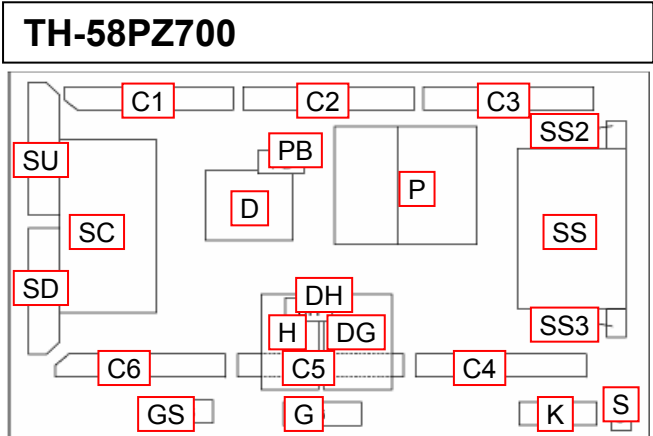 TH-58PZ700
C1 C2 C3
SS2
PB
SU
P
D
SC SS
SD DH
SS3
H DG
C6 C5 C4
GS G K S